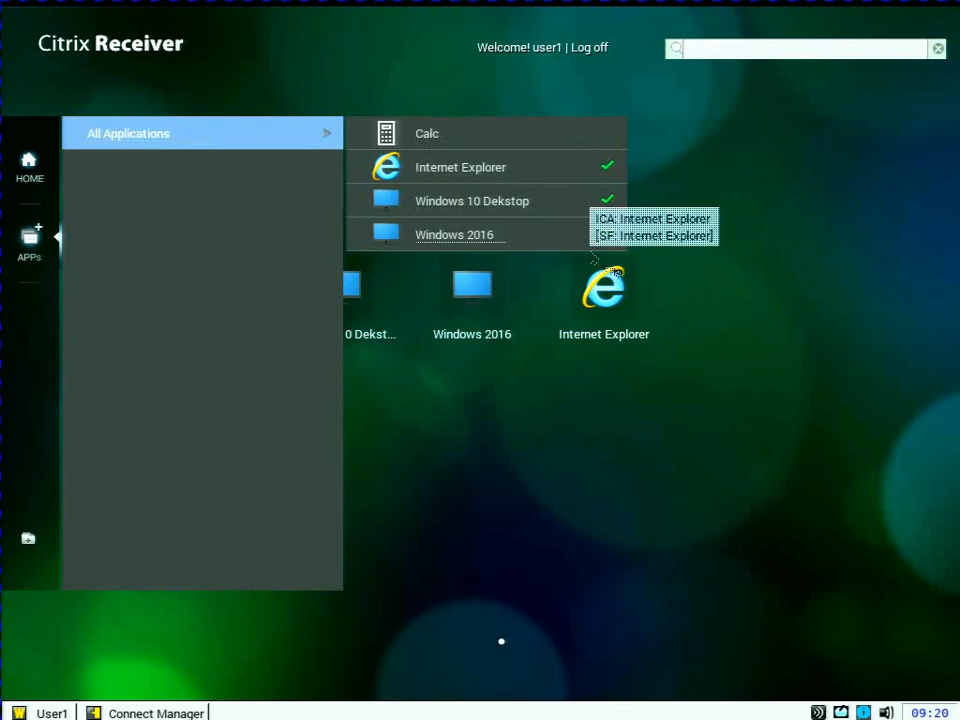 Citrix Receiver
Welcome! user1 | Log off
All Applications
Calc
HOME
Internet Explorer
Windows 10 Dekstop
ICA: Internet Explorer
[SF: Internet Explorer]
Windows 2016
APPs
0 Dekst...
Windows 2016
Internet Explorer
User1
Connect Manager
09:20